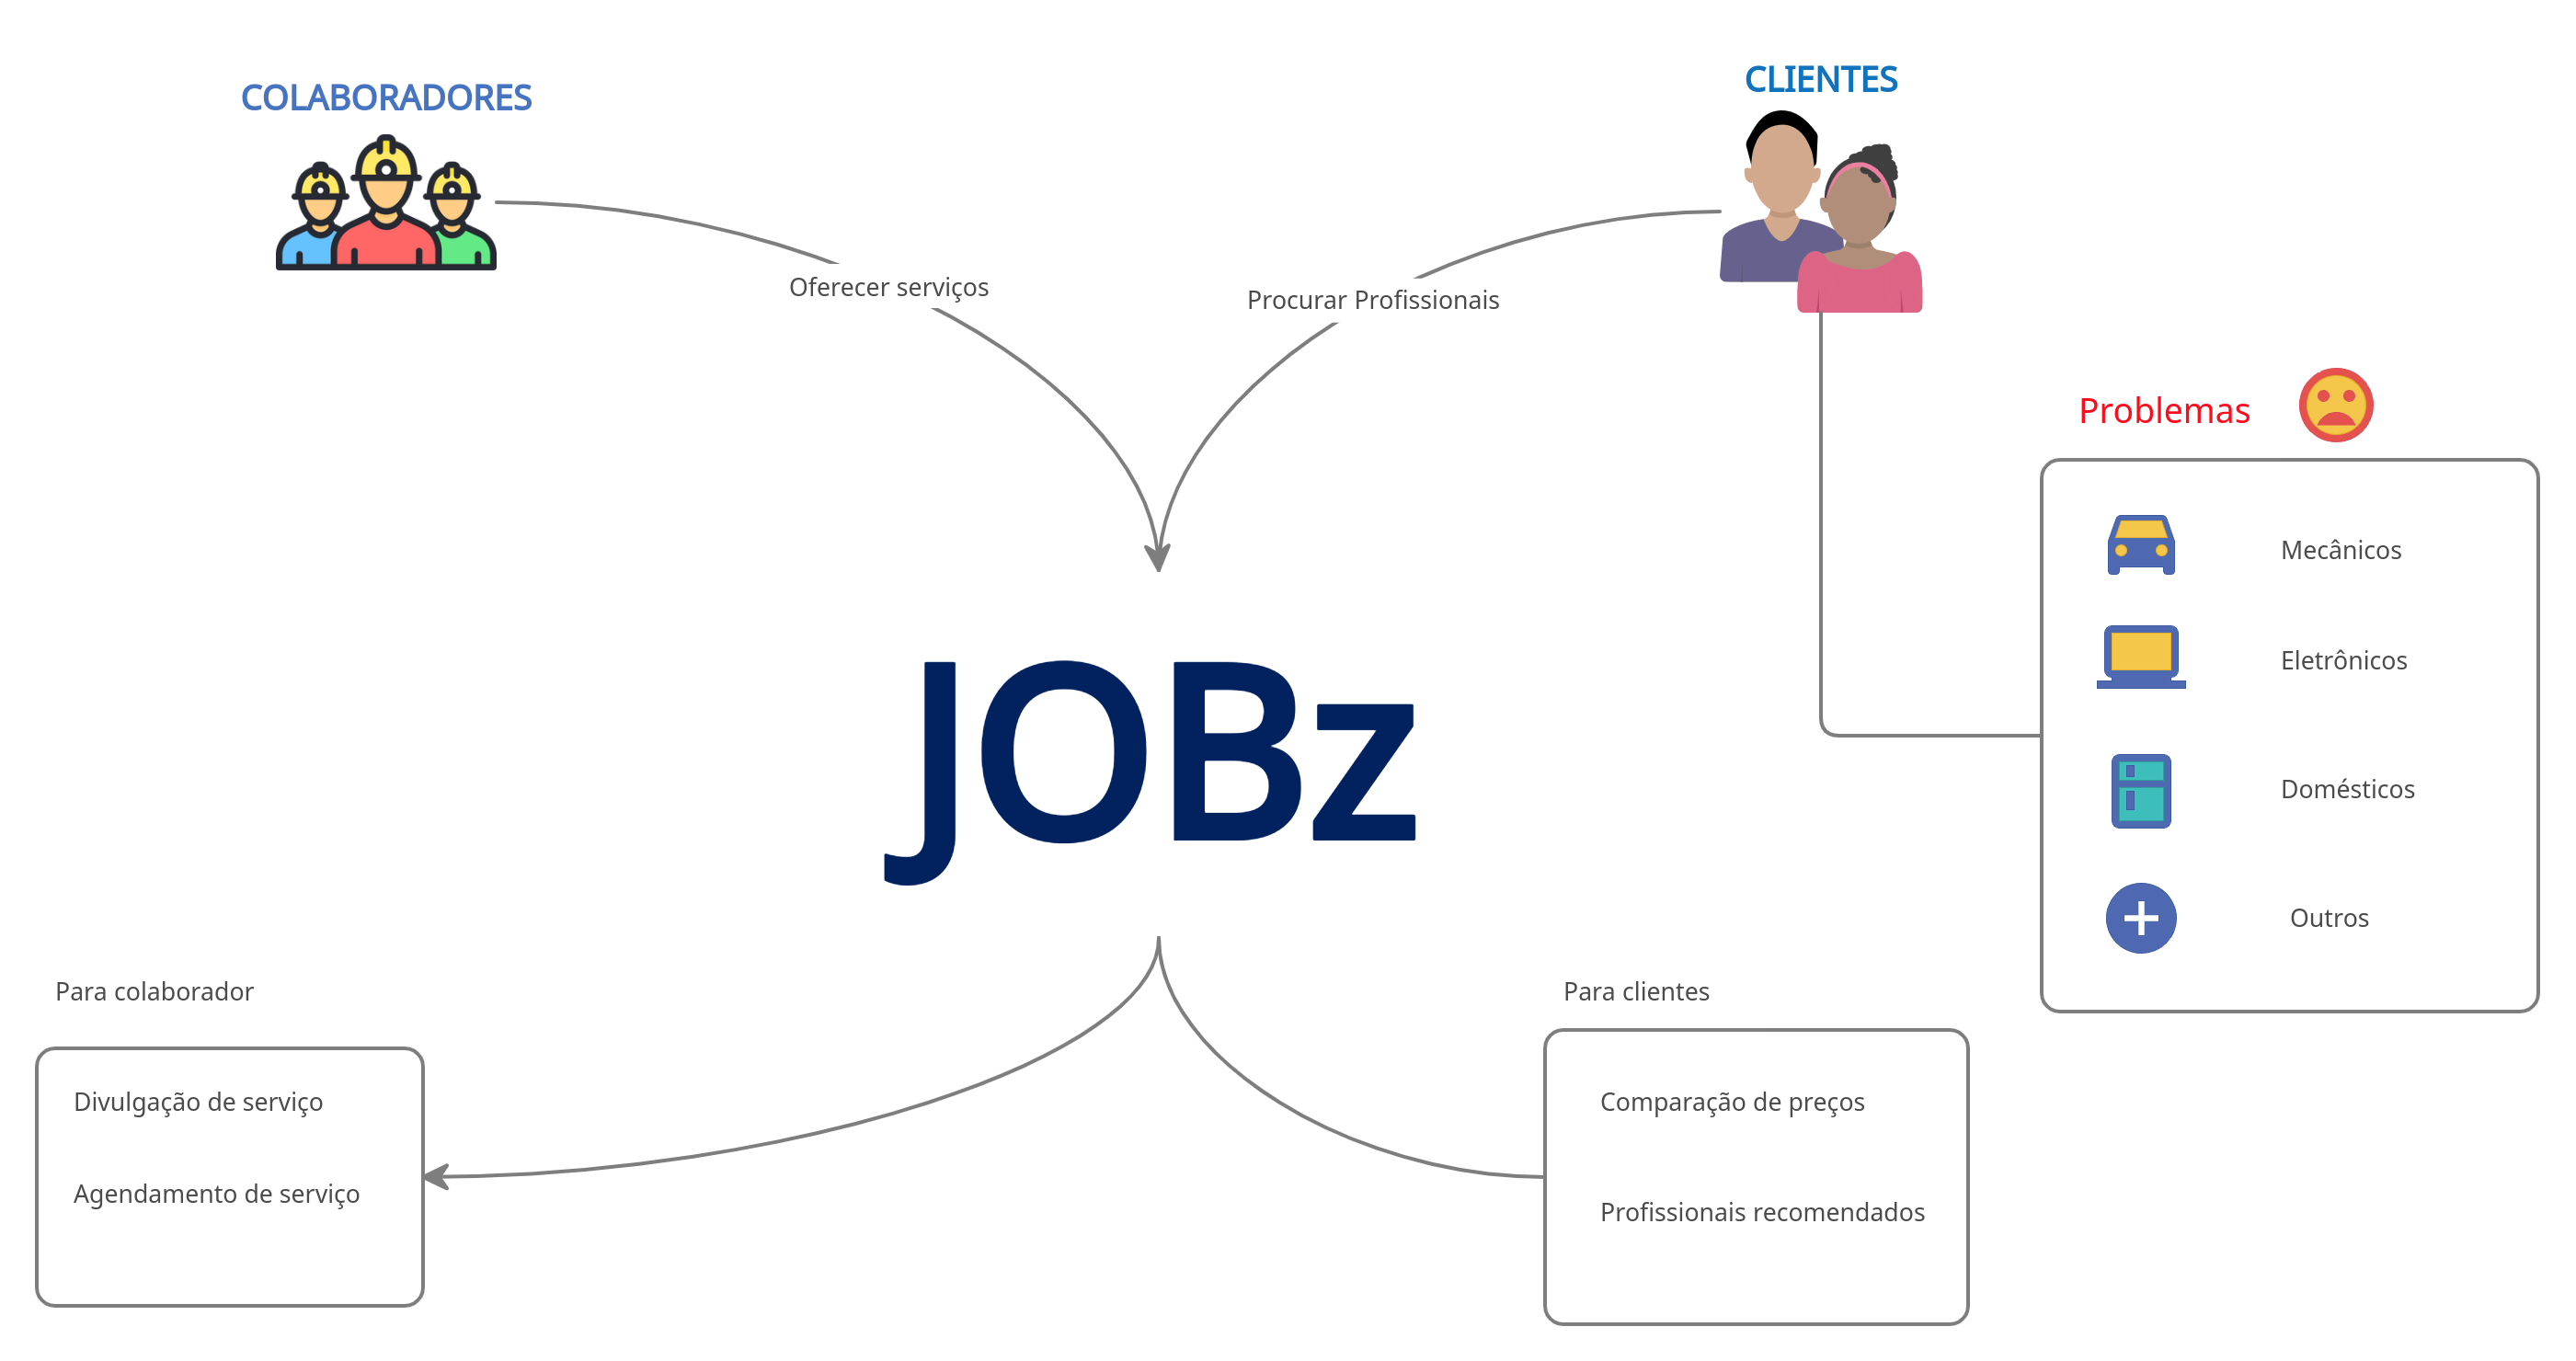 COLABORADORES
CLIENTES
Oferecer serviços
Procurar Profissionais
Problemas
Mecânicos
Eletrônicos
Domésticos
Outros
JOBz
Para colaborador
Divulgação de serviço
Agendamento de serviço
Para clientes
Comparação de preços
Profissionais recomendados